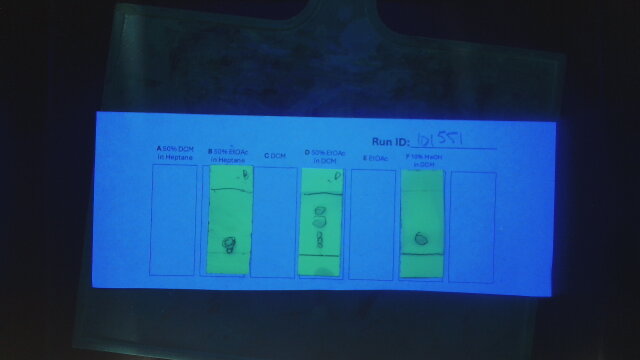 Run ID: ID1551
A 50% DCM
in Heptane
B 50% EtOAc
in Heptane
C DCM
D 50% EtOAc
in DCM
E EtOAc
F 10% MeOH
in DCM